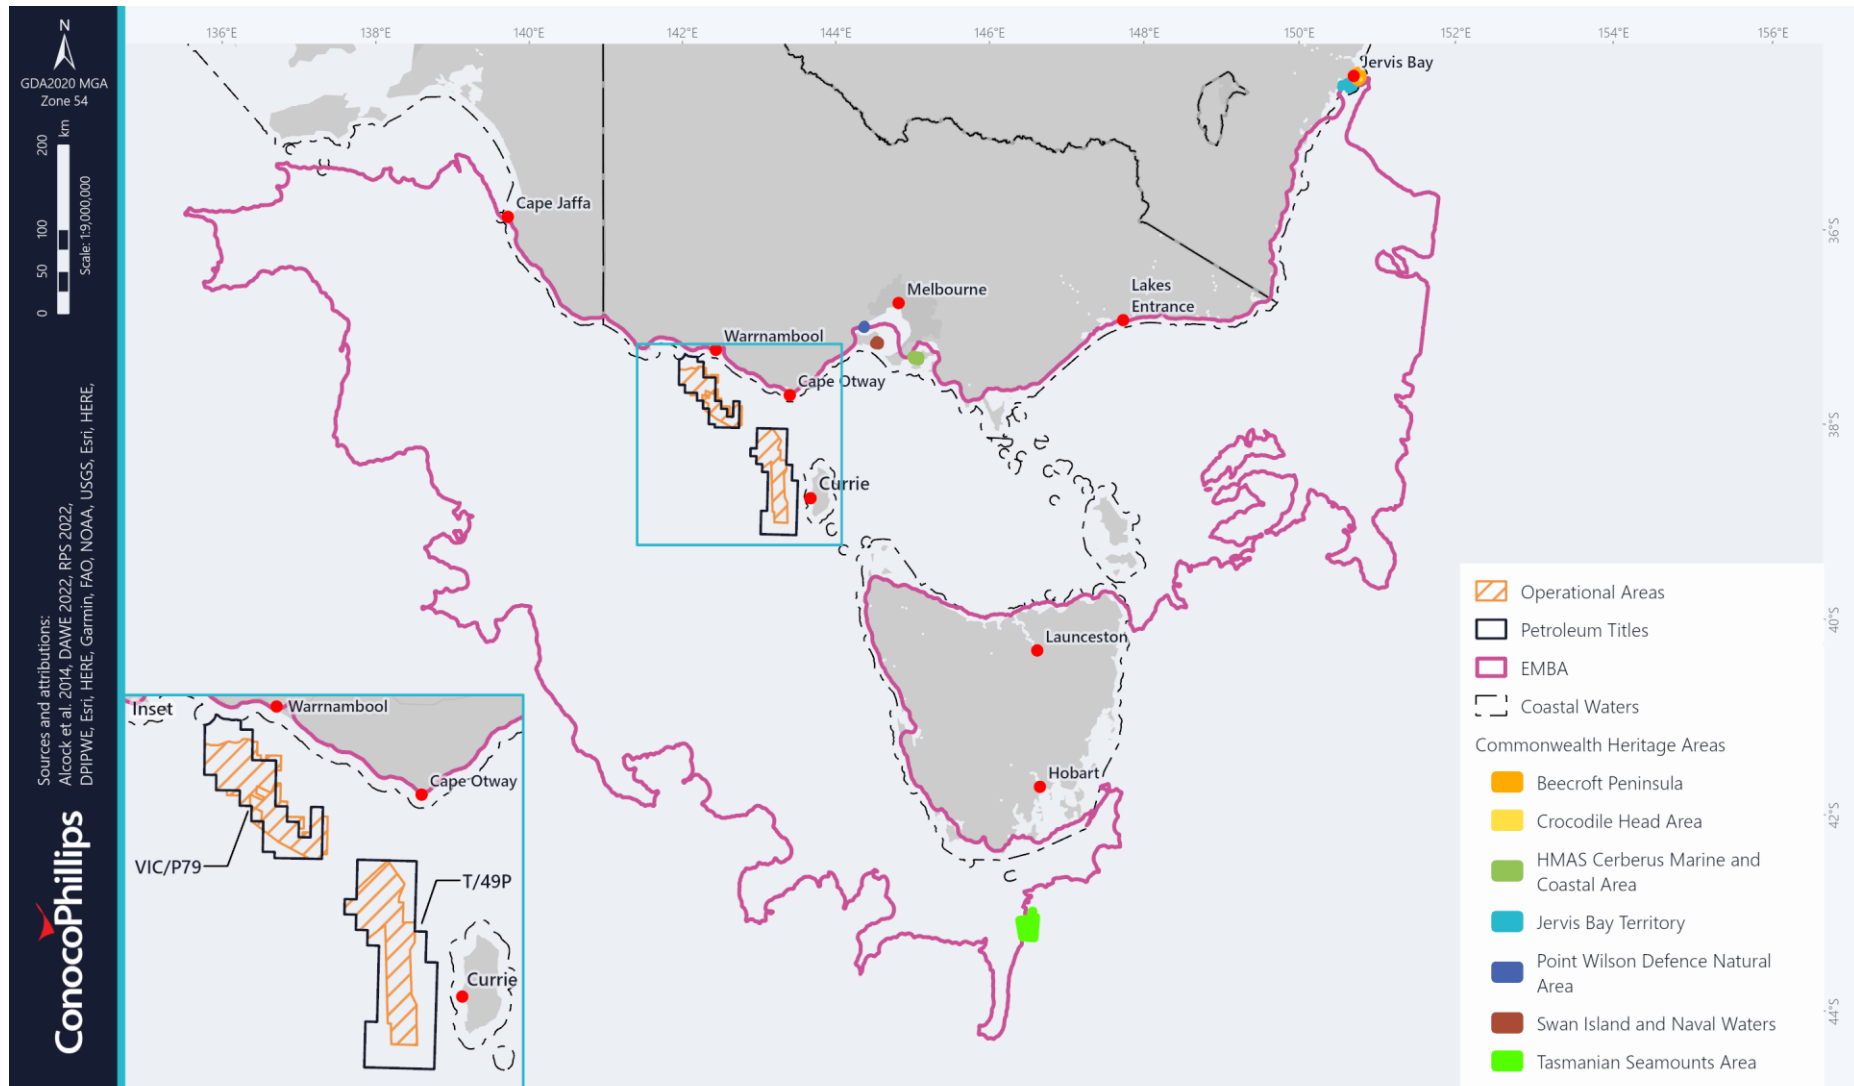 N
GDA2020 MGA
Zone 54
0 50 100 200 km
Scale: 1:9,000,000
Sources and attributions:
Alcock et al. 2014, DAWE 2022, RPS 2022,
DPIPWE, Esri, HERE, Garmin, FAO, NOAA, USGS, Esri, HERE,
ConocoPhillips
136°E 138°E 140°E 142°E 144°E 146°E 148°E 150°E 152°E 154°E 156°E
36°S
38°S
40°S
42°S
44°S
Jervis Bay
Cape Jaffa
Melbourne
Lakes
Entrance
Warrnambool
Cape Otway
Currie
Launceston
Hobart
Inset
Warrnambool
Cape Otway
VIC/P79
T/49P
Currie
Operational Areas
Petroleum Titles
EMBA
Coastal Waters
Commonwealth Heritage Areas
Beecroft Peninsula
Crocodile Head Area
HMAS Cerberus Marine and
Coastal Area
Jervis Bay Territory
Point Wilson Defence Natural
Area
Swan Island and Naval Waters
Tasmanian Seamounts Area